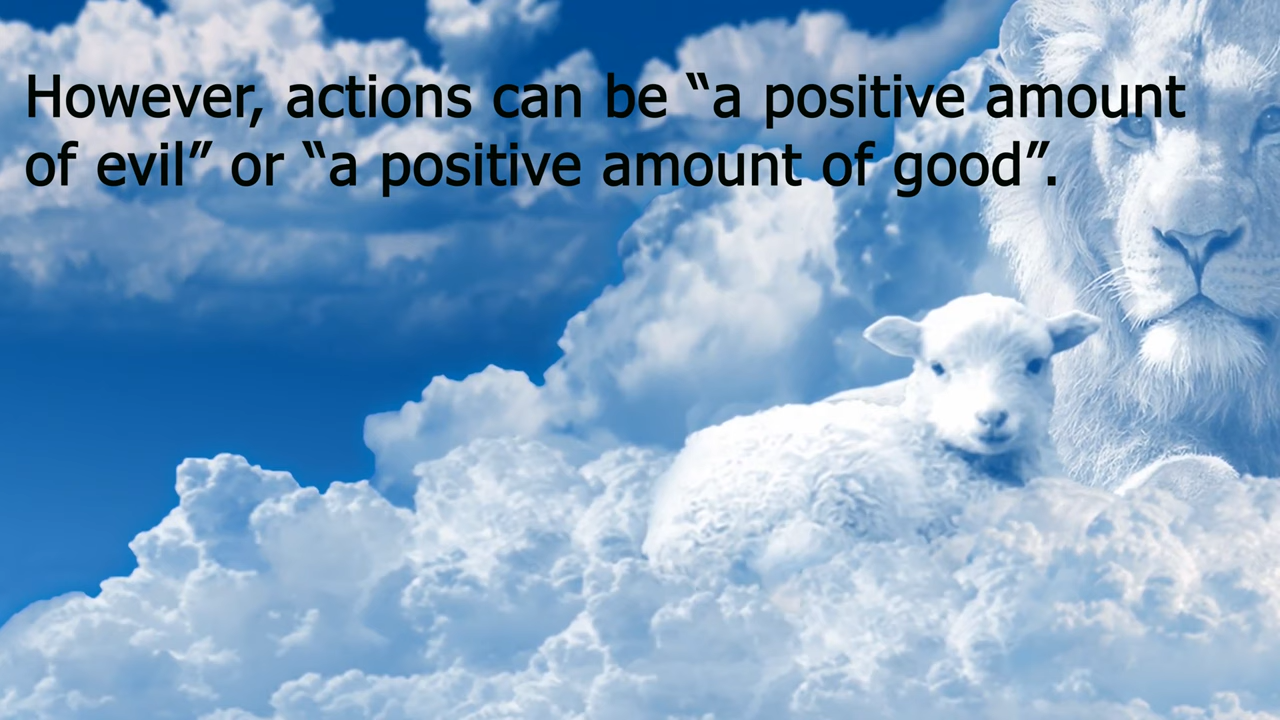 However, actions can be “a positive amount
of evil” or “a positive amount of good”.